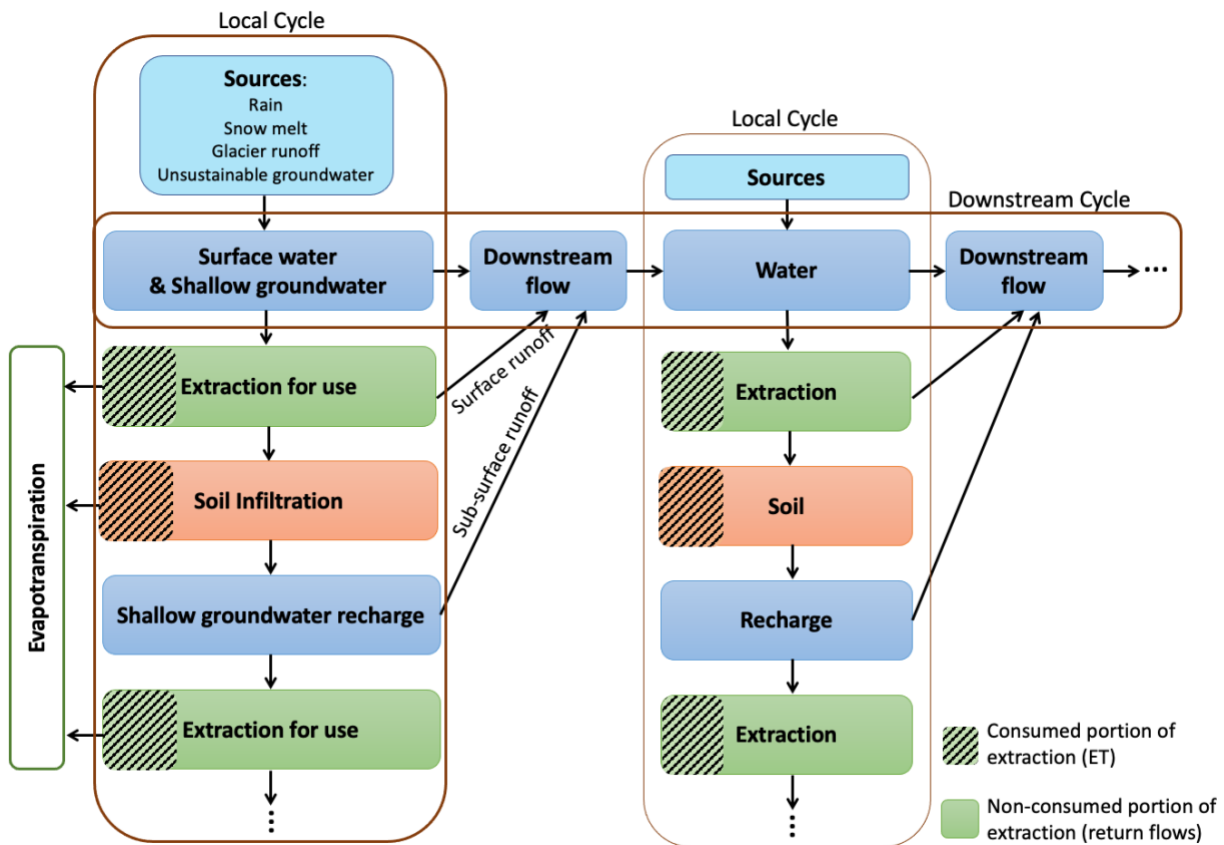 Local Cycle
Sources:
Rain
Snow melt
Glacier runoff
Unsustainable groundwater
Local Cycle
Sources
Downstream Cycle
Surface water
& Shallow groundwater
Downstream
flow
Water
Downstream
flow
...
Evapotranspiration
Extraction for use
Surface runoff
Soil Infiltration
Sub-surface runoff
Shallow groundwater recharge
Extraction for use
...
Extraction
Soil
Recharge
Extraction
...
Consumed portion of
extraction (ET)
Non-consumed portion of
extraction (return flows)